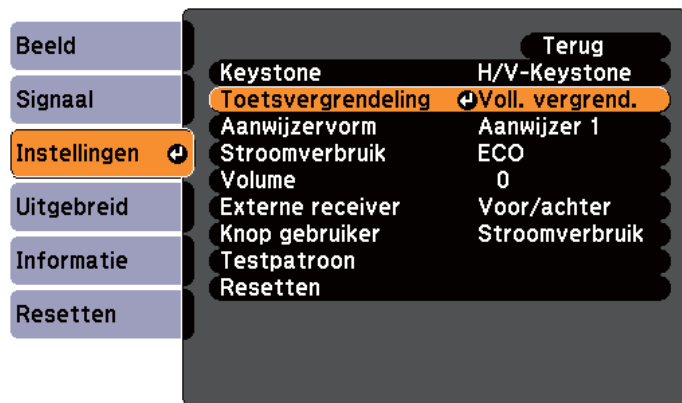 Beeld
Signaal
Instellingen
Uitgebreid
Informatie
Resetten
Terug
Keystone H/V-Keystone
Toetsvergrendeling Voll. vergrend.
Aanwijzervorm Aanwijzer 1
Stroomverbruik ECO
Volume 0
Externe receiver Voor/achter
Knop gebruiker Stroomverbruik
Testpatroon
Resetten